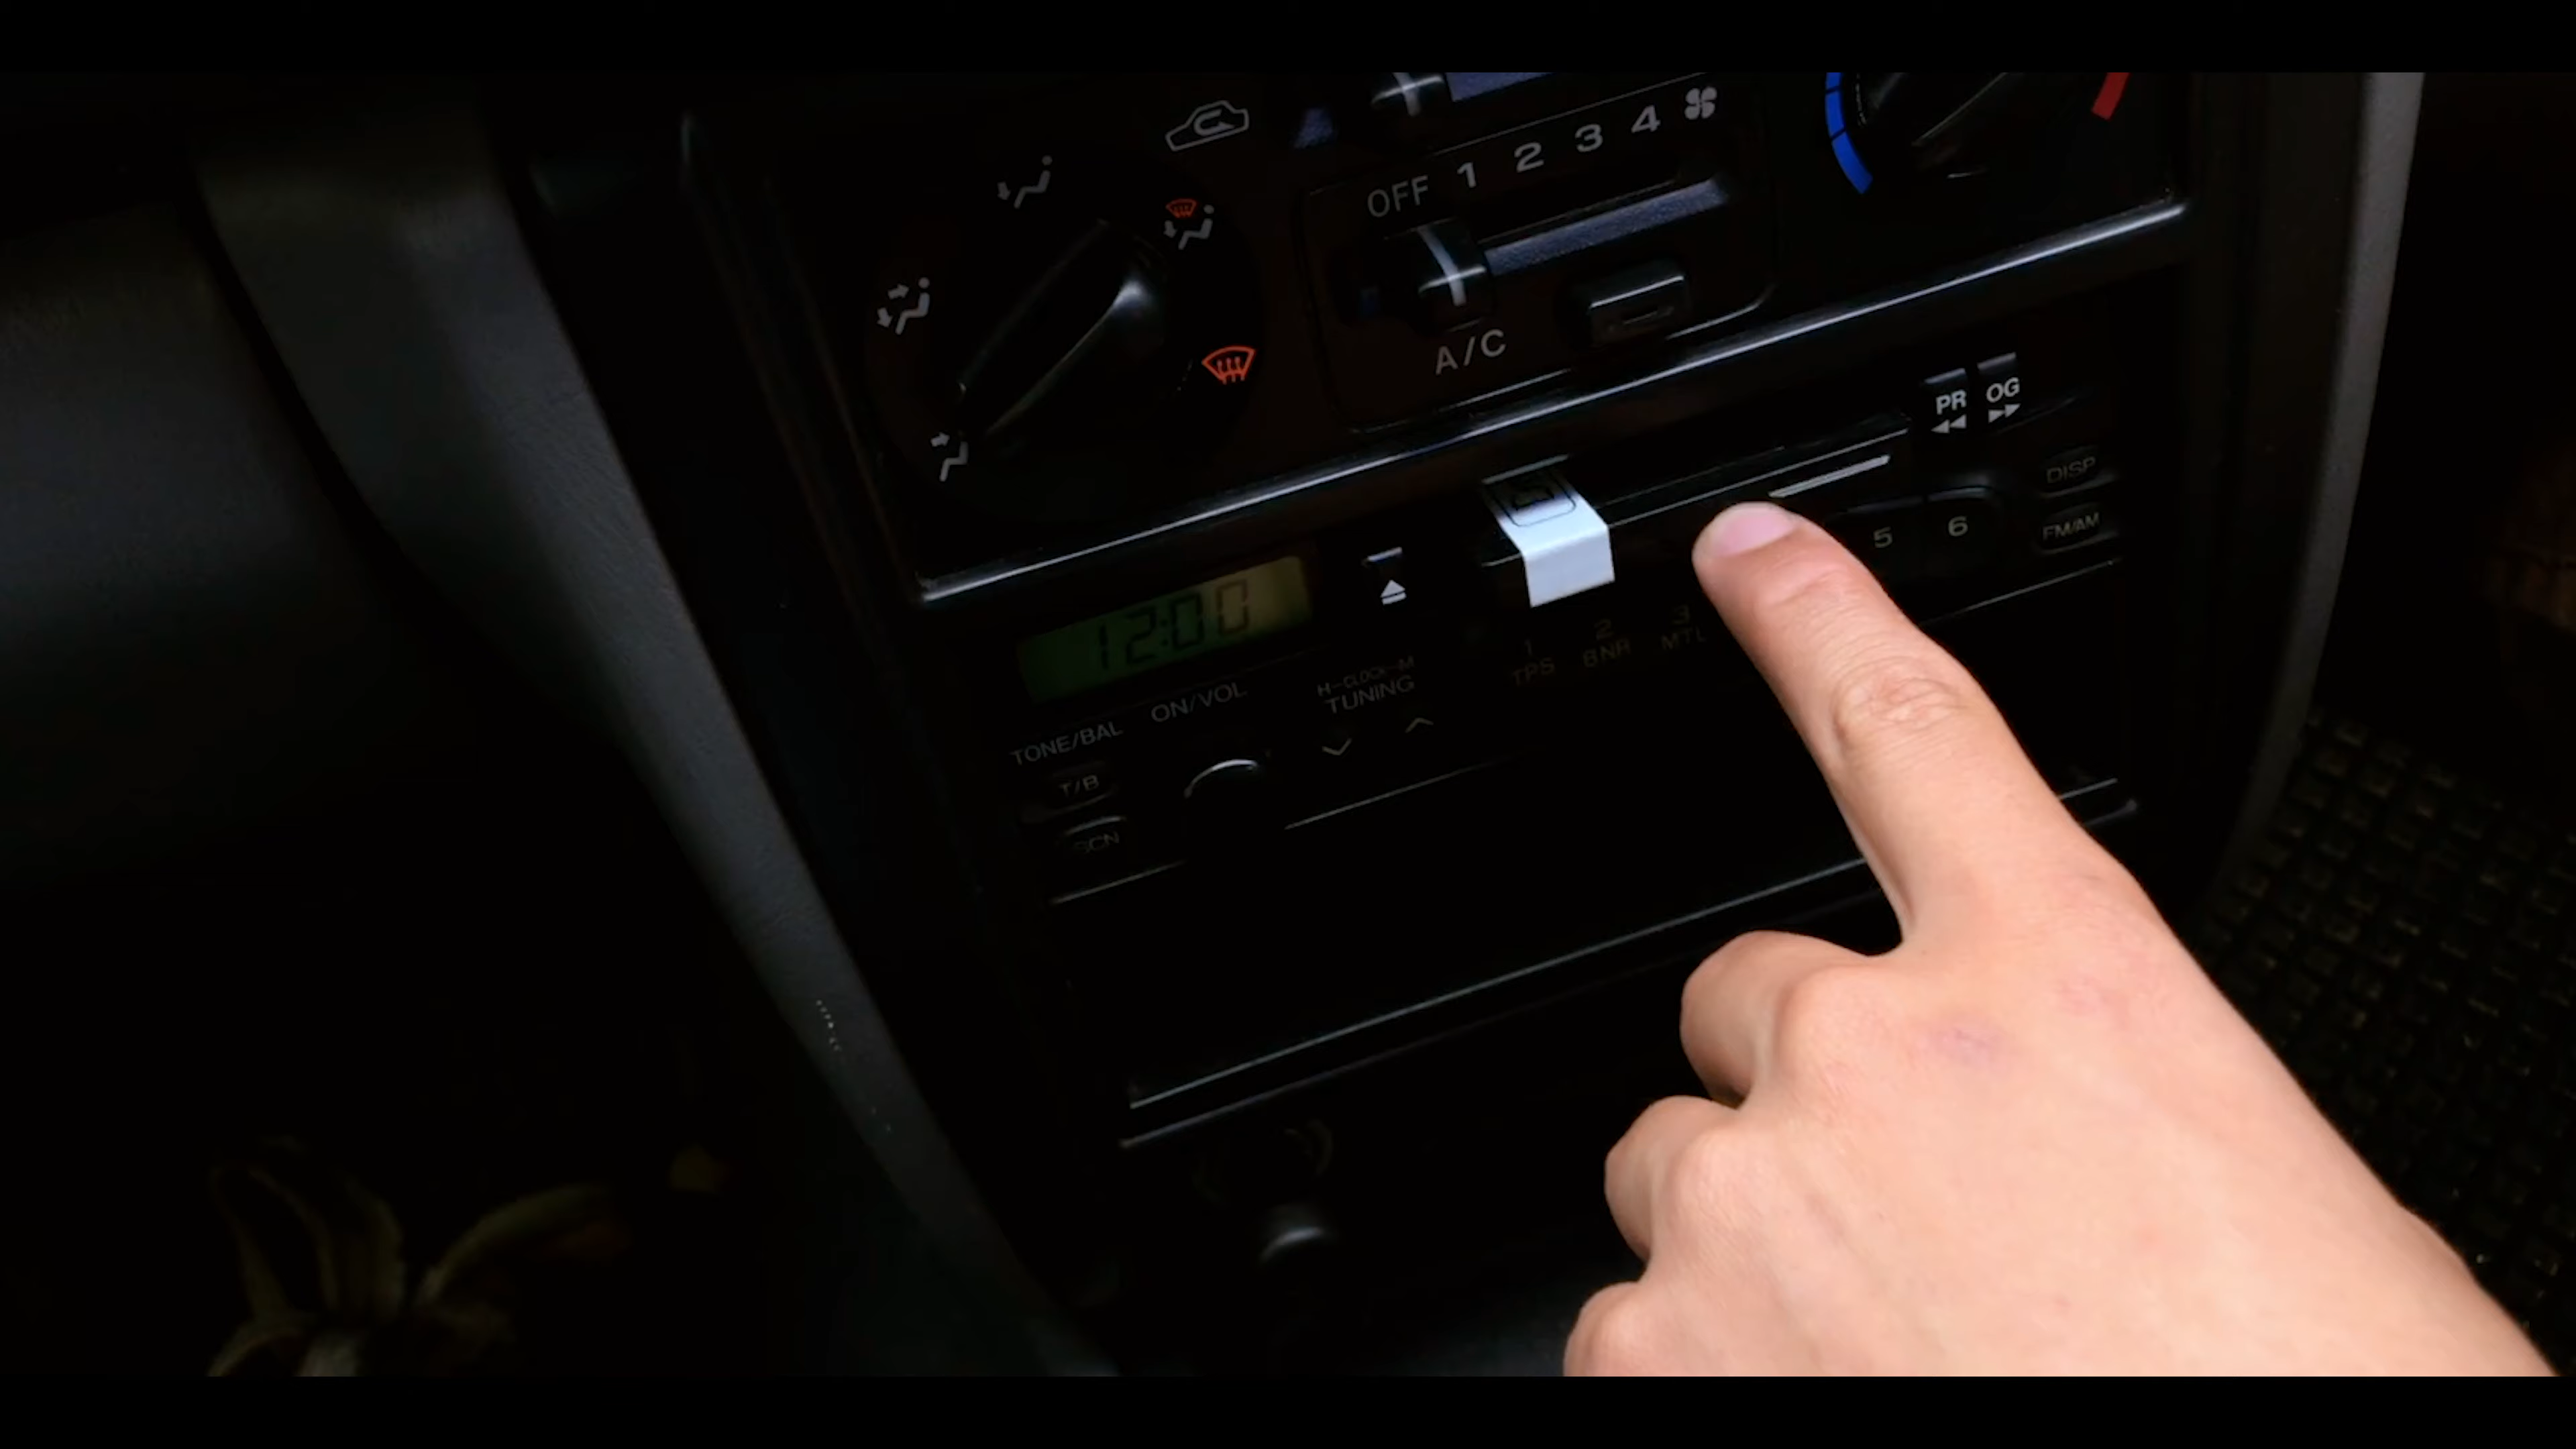 OFF 1 2 3 4
A/C
PR OG
DISP
5 6
FM/AM
12:00
1 2 3
TPS BNR MTL
H-CLOCK-M
TONE/BAL ON/VOL TUNING
T/B
SCN